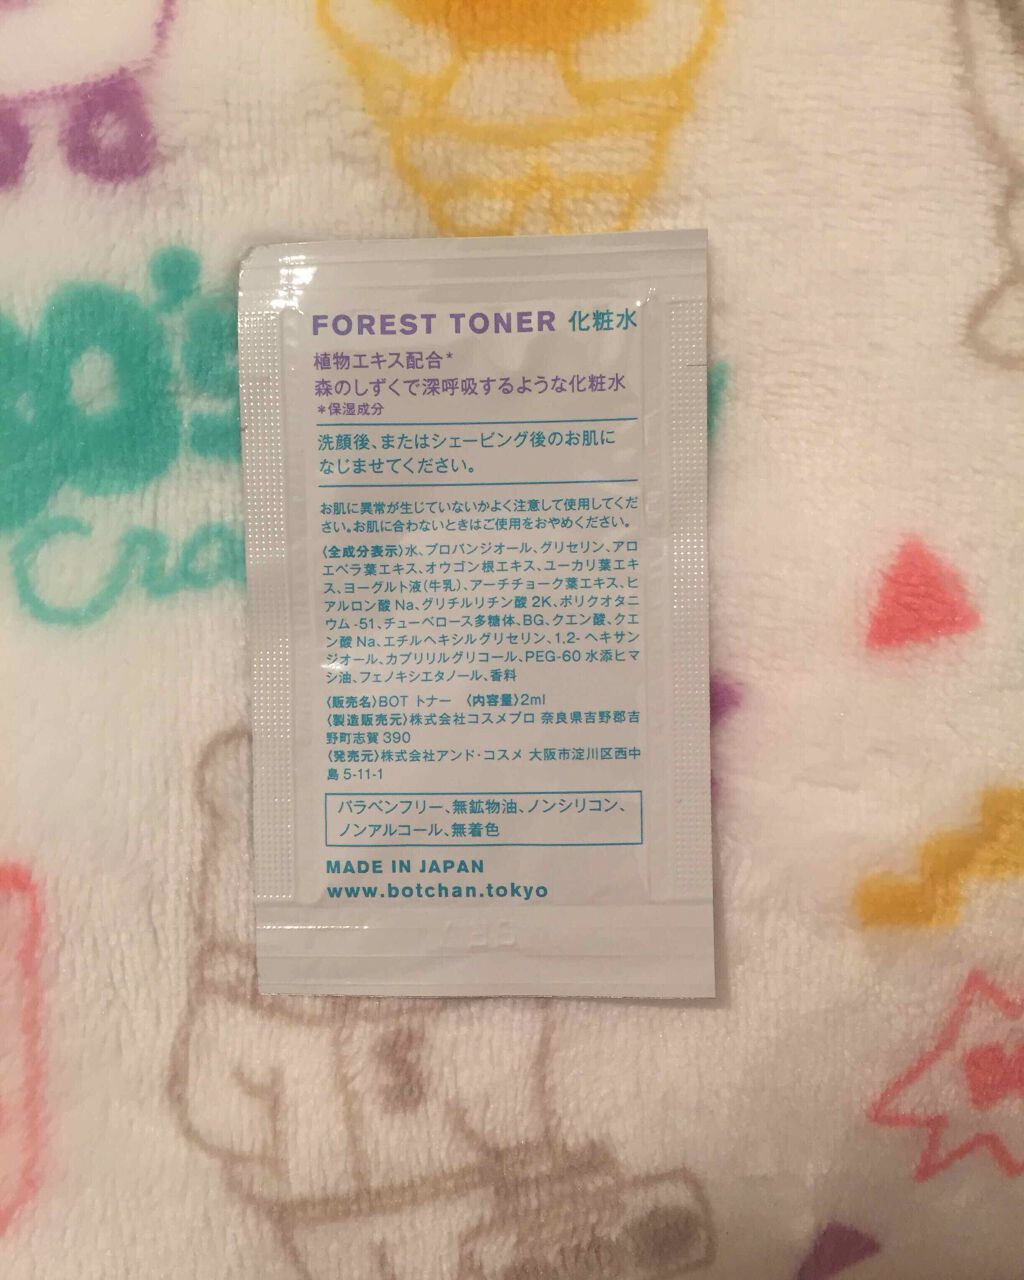 FOREST TONER 化粧水
植物エキス配合*
森のしずくで深呼吸するような化粧水
*保湿成分
洗顔後、またはシェービング後のお肌に
なじませてください。
お肌に異常が生じていないかよく注意して使用してくだ
さい。お肌に合わないときはご使用をおやめください。
〈全成分表示〉水、プロパンジオール、グリセリン、アロ
エベラ葉エキス、オウゴン根エキス、ユーカリ葉エキ
ス、ヨーグルト液(牛乳)、アーチチョーク葉エキス、ヒ
アルロン酸Na、グリチルリチン酸2K、ポリクオタニ
ウム-51、チューベロース多糖体、BG、クエン酸、クエ
ン酸Na、エチルヘキシルグリセリン、1,2-ヘキサン
ジオール、カプリリルグリコール、PEG-60水添ヒマ
シ油、フェノキシエタノール、香料
〈販売名〉BOT トナー 〈内容量〉2ml
〈製造販売元〉株式会社コスメプロ 奈良県吉野郡吉
野町志賀390
〈発売元〉株式会社アンド・コスメ 大阪市淀川区西中
島5-11-1
パラベンフリー、無鉱物油、ノンシリコン、
ノンアルコール、無着色
MADE IN JAPAN
www.botchan.tokyo